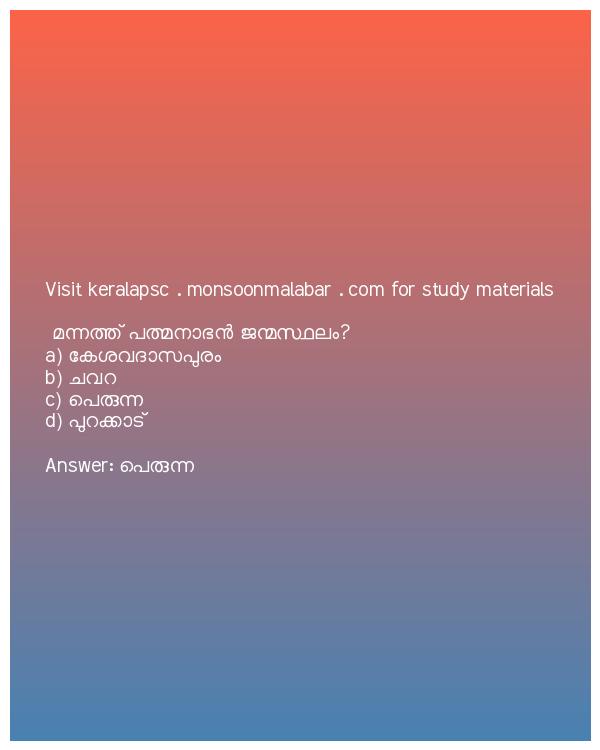 Visit keralapsc . monsoonmalabar . com for study materials
മന്നത്ത് പത്മനാഭൻ ജന്മസ്ഥലം?
a) കേശവദാസപുരം
b) ചവറ
c) പെരുന്ന
d) പുറക്കാട്
Answer: പെരുന്ന